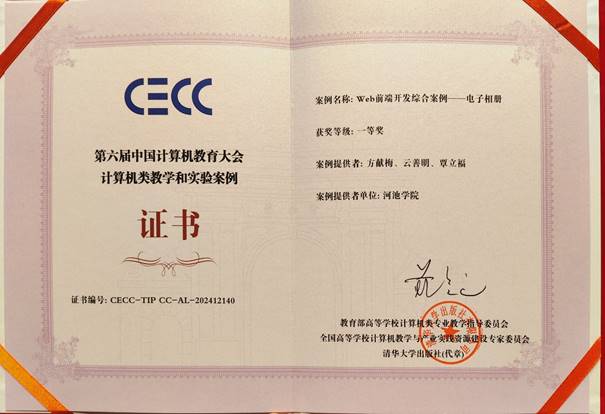 CECC
第六届中国计算机教育大会
计算机类教学和实验案例
证书
证书编号: CECC-TIP CC-AL-202412140
案例名称: Web前端开发综合案例——电子相册
获奖等级: 一等奖
案例提供者: 方献梅、云善明、覃立福
案例提供者单位: 河池学院
教育部高等学校计算机类专业教学指导委员会
全国高等学校计算机教学与产业实践资源建设专家委员会
清华大学出版社(代章)